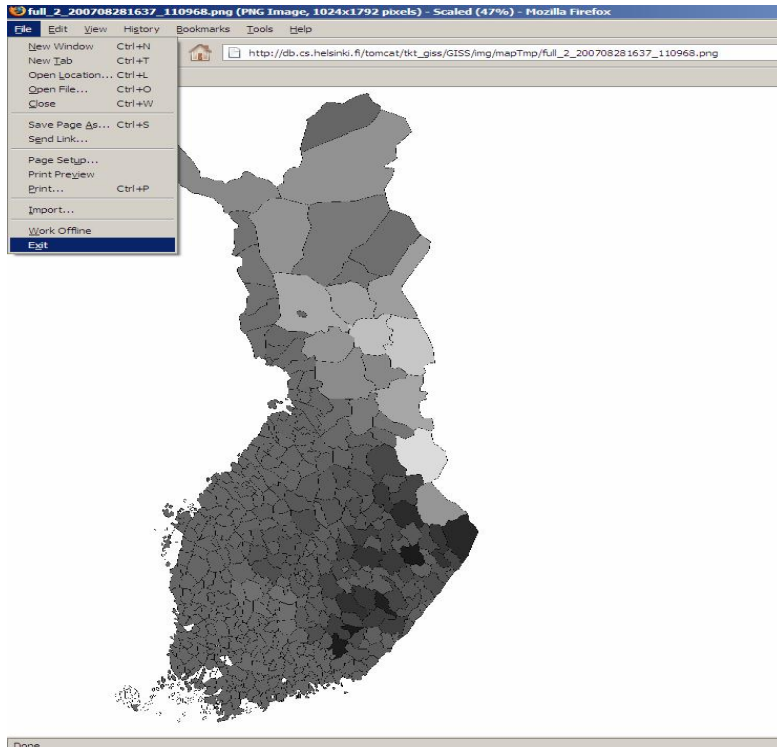 full_2_200708281637_110968.png (PNG Image, 1024x1792 pixels) - Scaled (47%) - Mozilla Firefox
File Edit View History Bookmarks Tools Help
http://db.cs.helsinki.fi/tomcat/tkt_giss/GISS/img/mapTmp/full_2_200708281637_110968.png
New Window Ctrl+N
New Tab Ctrl+T
Open Location... Ctrl+L
Open File... Ctrl+O
Close Ctrl+W
Save Page As... Ctrl+S
Send Link...
Page Setup...
Print Preview
Print... Ctrl+P
Import...
Work Offline
Exit
Done